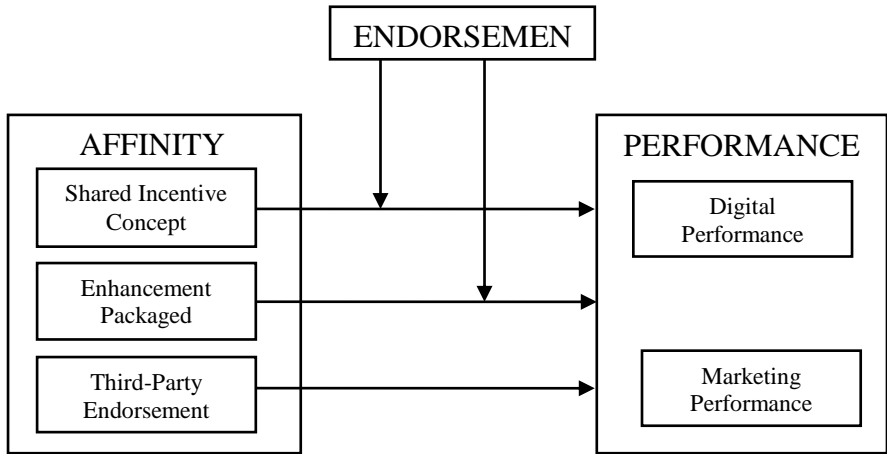 ENDORSEMEN
AFFINITY
Shared Incentive
Concept
Enhancement
Packaged
Third-Party
Endorsement
PERFORMANCE
Digital
Performance
Marketing
Performance